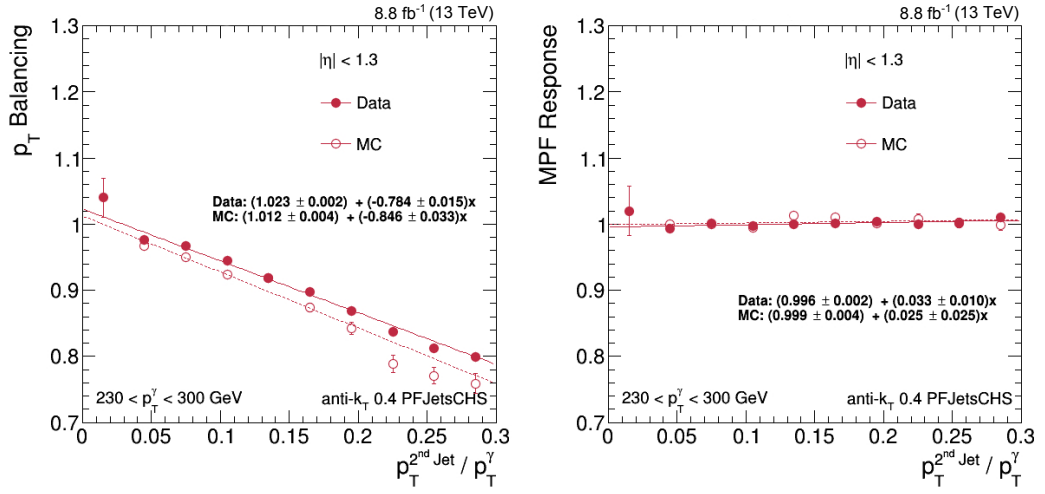 8.8 fb⁻¹ (13 TeV)
p_T Balancing
1.3
1.2
1.1
1
0.9
0.8
0.7
|η| < 1.3
Data
MC
Data: (1.023 ± 0.002) + (-0.784 ± 0.015)x
MC: (1.012 ± 0.004) + (-0.846 ± 0.033)x
230 < p_T^γ < 300 GeV
anti-k_T 0.4 PFJetsCHS
0 0.05 0.1 0.15 0.2 0.25 0.3
p_T^{2nd Jet} / p_T^γ
8.8 fb⁻¹ (13 TeV)
MPF Response
1.3
1.2
1.1
1
0.9
0.8
0.7
|η| < 1.3
Data
MC
Data: (0.996 ± 0.002) + (0.033 ± 0.010)x
MC: (0.999 ± 0.004) + (0.025 ± 0.025)x
230 < p_T^γ < 300 GeV
anti-k_T 0.4 PFJetsCHS
0 0.05 0.1 0.15 0.2 0.25 0.3
p_T^{2nd Jet} / p_T^γ